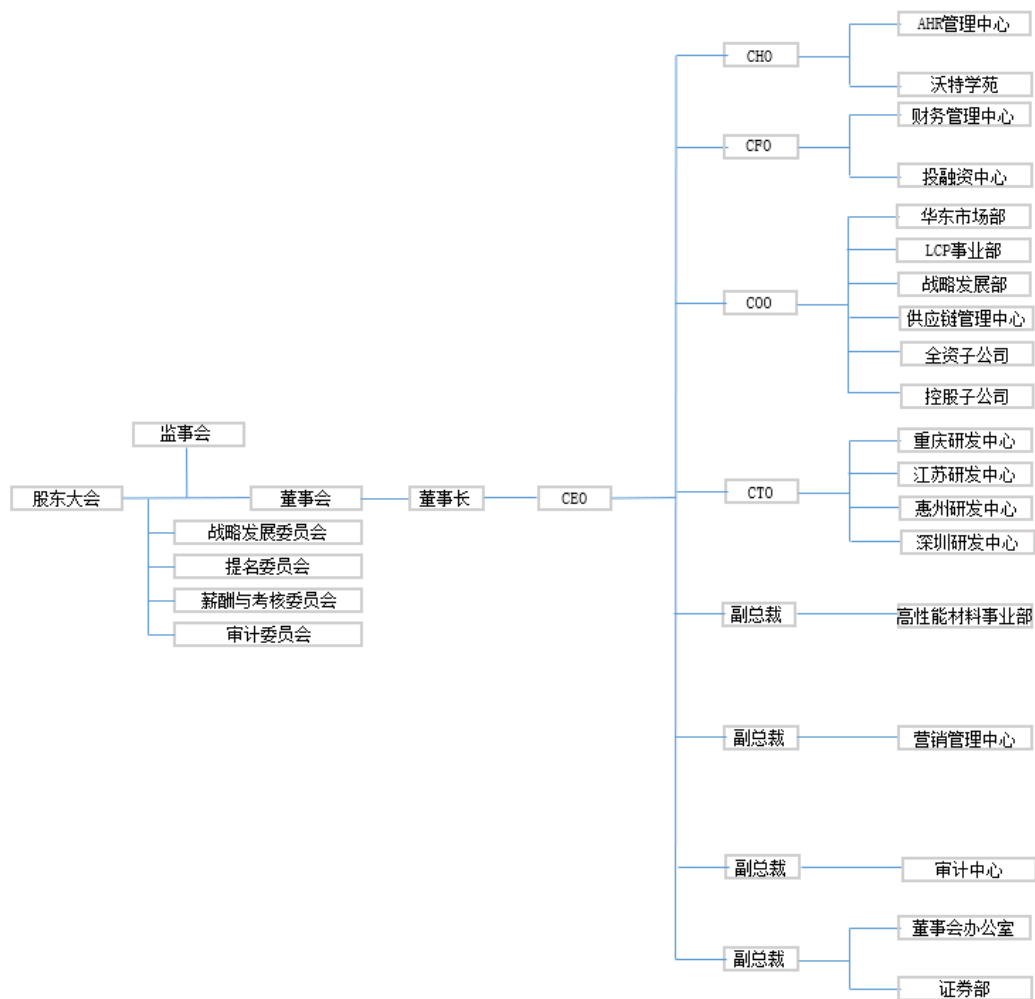 AHR管理中心
CHO
沃特学苑
财务管理中心
CFO
投融资中心
华东市场部
LCP事业部
战略发展部
COO
供应链管理中心
全资子公司
控股子公司
监事会
重庆研发中心
江苏研发中心
股东大会
董事会
董事长
CEO
CTO
惠州研发中心
战略发展委员会
深圳研发中心
提名委员会
薪酬与考核委员会
审计委员会
副总裁
高性能材料事业部
副总裁
营销管理中心
副总裁
审计中心
董事会办公室
副总裁
证券部